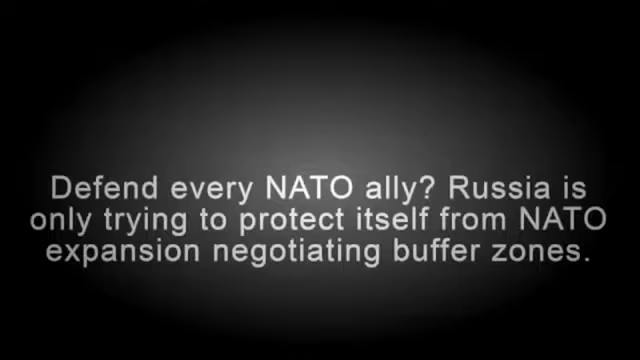 Defend every NATO ally? Russia is
only trying to protect itself from NATO
expansion negotiating buffer zones.